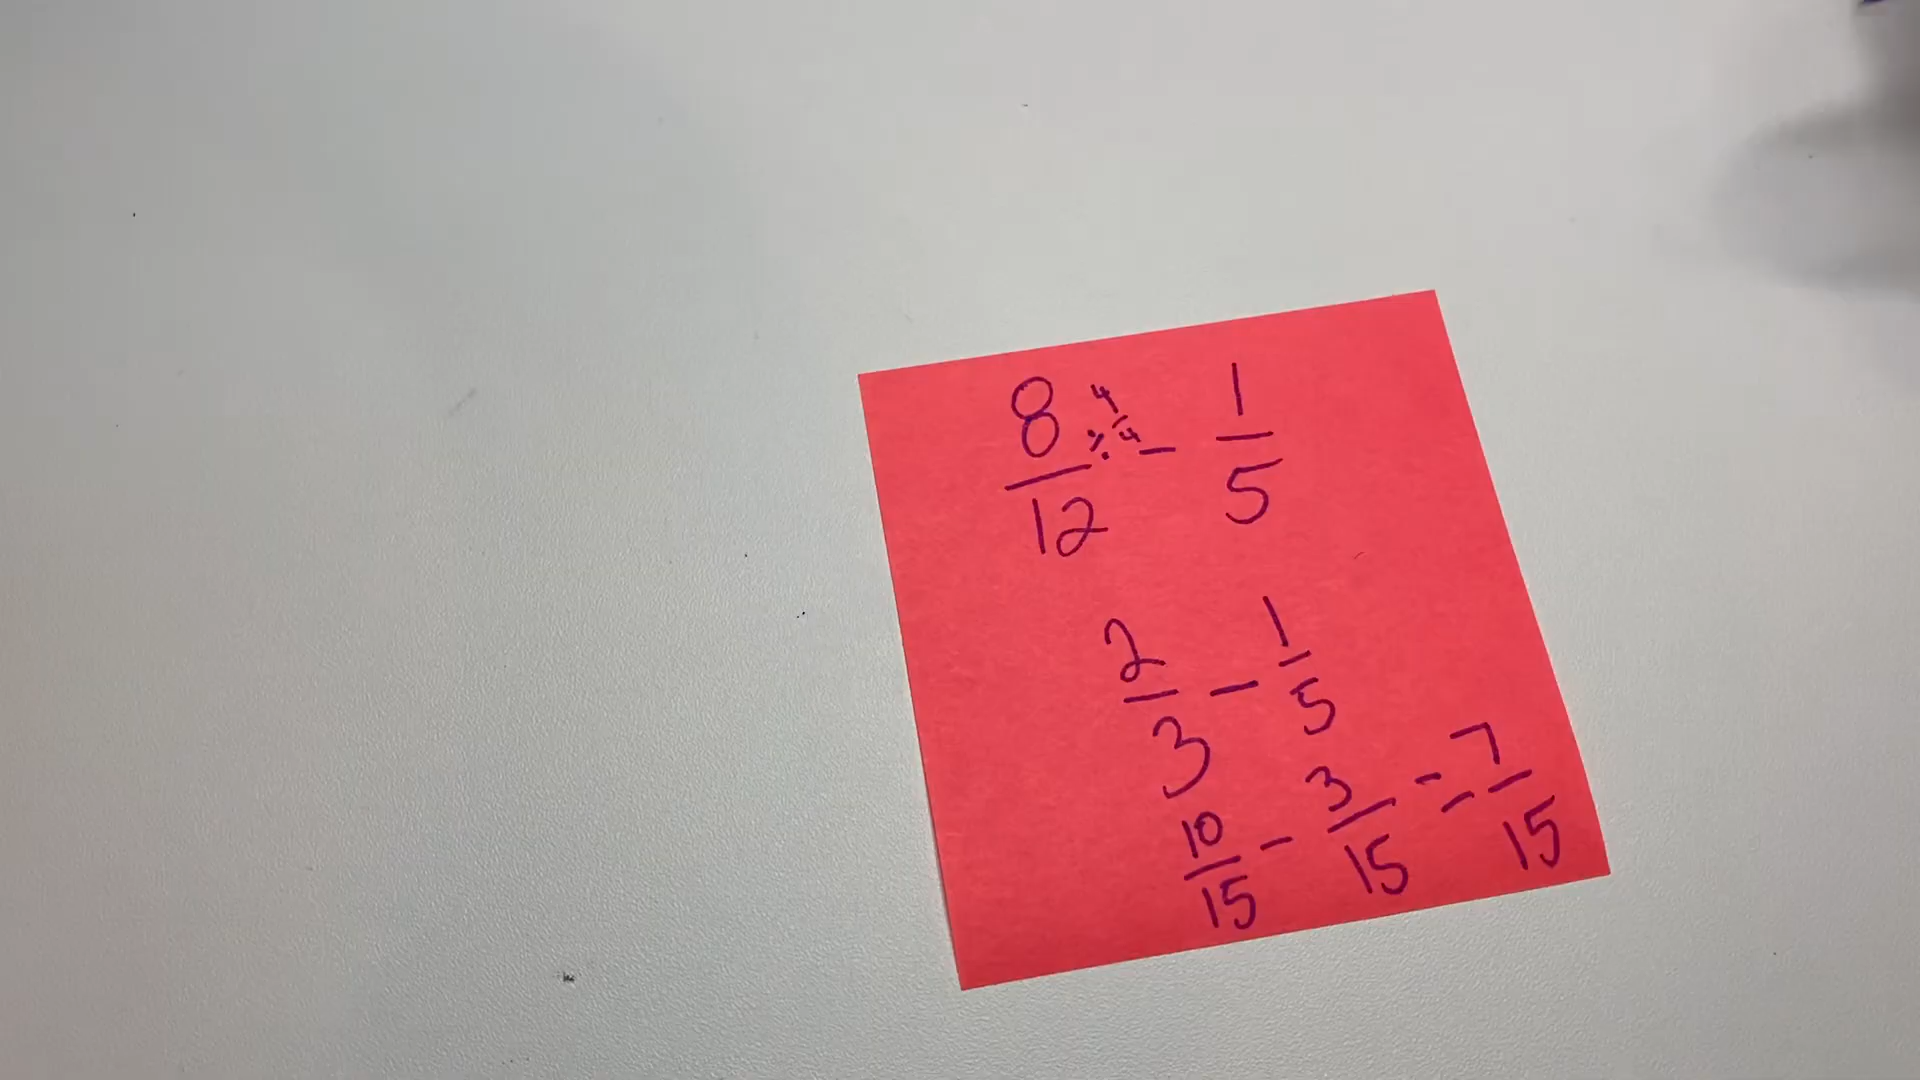 8/12 ÷ 4/4 - 1/5
2/3 - 1/5
10/15 - 3/15 = 7/15